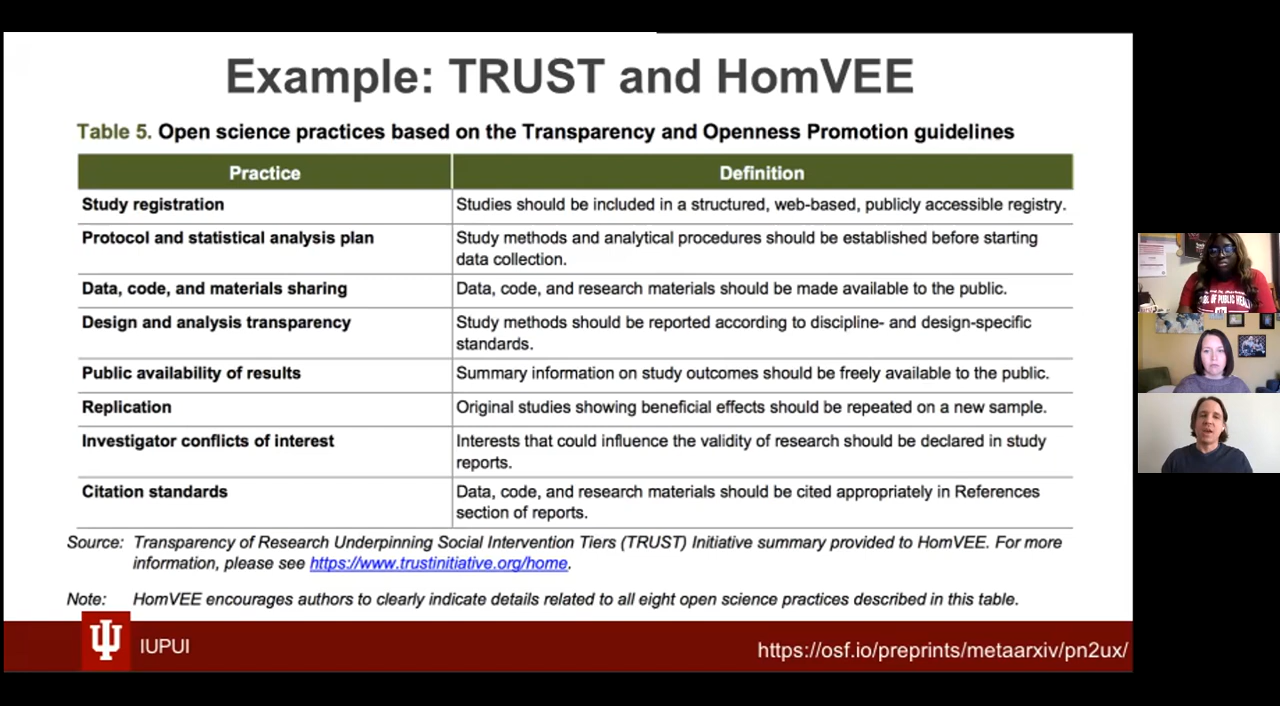 Example: TRUST and HomVEE
Table 5. Open science practices based on the Transparency and Openness Promotion guidelines
Practice Definition
Study registration Studies should be included in a structured, web-based, publicly accessible registry.
Protocol and statistical analysis plan Study methods and analytical procedures should be established before starting
data collection.
Data, code, and materials sharing Data, code, and research materials should be made available to the public.
Design and analysis transparency Study methods should be reported according to discipline- and design-specific
standards.
Public availability of results Summary information on study outcomes should be freely available to the public.
Replication Original studies showing beneficial effects should be repeated on a new sample.
Investigator conflicts of interest Interests that could influence the validity of research should be declared in study
reports.
Citation standards Data, code, and research materials should be cited appropriately in References
section of reports.
Source: Transparency of Research Underpinning Social Intervention Tiers (TRUST) Initiative summary provided to HomVEE. For more
information, please see https://www.trustinitiative.org/home.
Note: HomVEE encourages authors to clearly indicate details related to all eight open science practices described in this table.
IUPUI
https://osf.io/preprints/metaarxiv/pn2ux/
OF PUBLIC